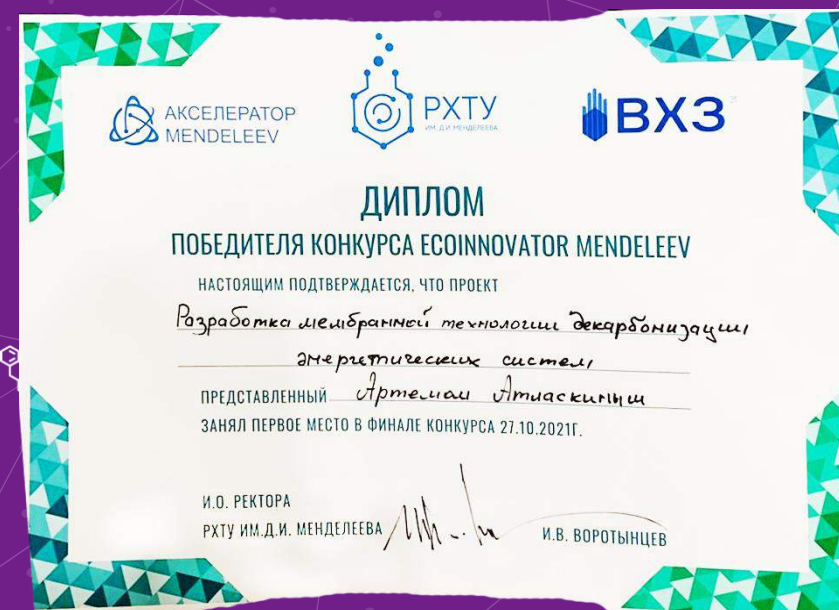 АКСЕЛЕРАТОР
MENDELEEV
РХТУ
ИМ. Д.И. МЕНДЕЛЕЕВА
ВХЗ
ДИПЛОМ
ПОБЕДИТЕЛЯ КОНКУРСА ECOINNOVATOR MENDELEEV
НАСТОЯЩИМ ПОДТВЕРЖДАЕТСЯ, ЧТО ПРОЕКТ
Разработка мембранной технологии декарбонизации
энергетических систем,
ПРЕДСТАВЛЕННЫЙ Артемом Атласкиным
ЗАНЯЛ ПЕРВОЕ МЕСТО В ФИНАЛЕ КОНКУРСА 27.10.2021Г.
И.О. РЕКТОРА
РХТУ ИМ.Д.И. МЕНДЕЛЕЕВА
И.В. ВОРОТЫНЦЕВ